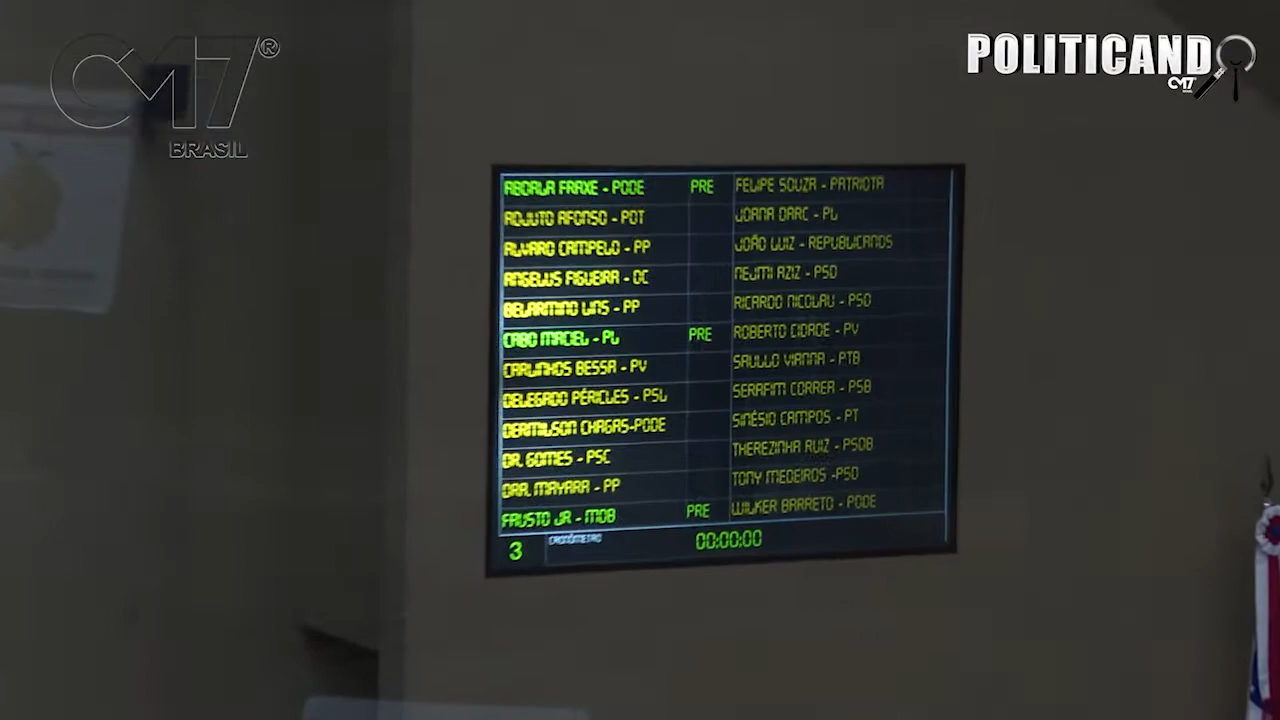 CM7®
BRASIL
POLITICANDO
CM7
ABDALA FRAXE - PODE PRE
ADJUTO AFONSO - PDT
ALVARO CAMPELO - PP
ANGELUS FIGUEIRA - DC
BELARMINO LINS - PP
CABO MACIEL - PL PRE
CARLINHOS BESSA - PV
DELEGADO PÉRICLES - PSL
DERMILSON CHAGAS-PODE
DR. GOMES - PSC
DRA. MAYARA - PP
FAUSTO JR - MDB PRE
FELIPE SOUZA - PATRIOTA
JOANA DARC - PL
JOÃO LUIZ - REPUBLICANOS
NEJMI AZIZ - PSD
RICARDO NICOLAU - PSD
ROBERTO CIDADE - PV
SAULLO VIANNA - PTB
SERAFIM CORREA - PSB
SINÉSIO CAMPOS - PT
THEREZINHA RUIZ - PSDB
TONY MEDEIROS -PSD
WILKER BARRETO - PODE
3 CRONÔMETRO 00:00:00